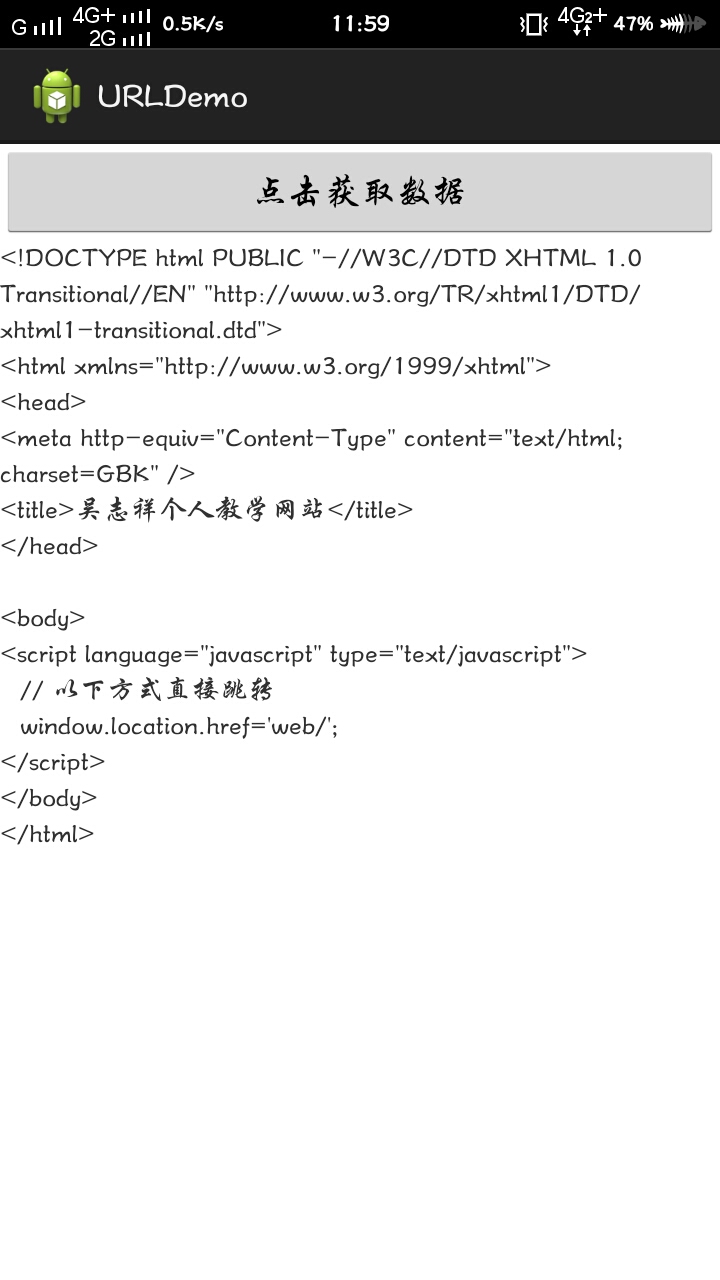 G 4G+ 2G 0.5K/s 11:59 4G2+ 47%
URLDemo
点击获取数据
<!DOCTYPE html PUBLIC "-//W3C//DTD XHTML 1.0
Transitional//EN" "http://www.w3.org/TR/xhtml1/DTD/
xhtml1-transitional.dtd">
<html xmlns="http://www.w3.org/1999/xhtml">
<head>
<meta http-equiv="Content-Type" content="text/html;
charset=GBK" />
<title>吴志祥个人教学网站</title>
</head>

<body>
<script language="javascript" type="text/javascript">
  // 以下方式直接跳转
  window.location.href='web/';
</script>
</body>
</html>